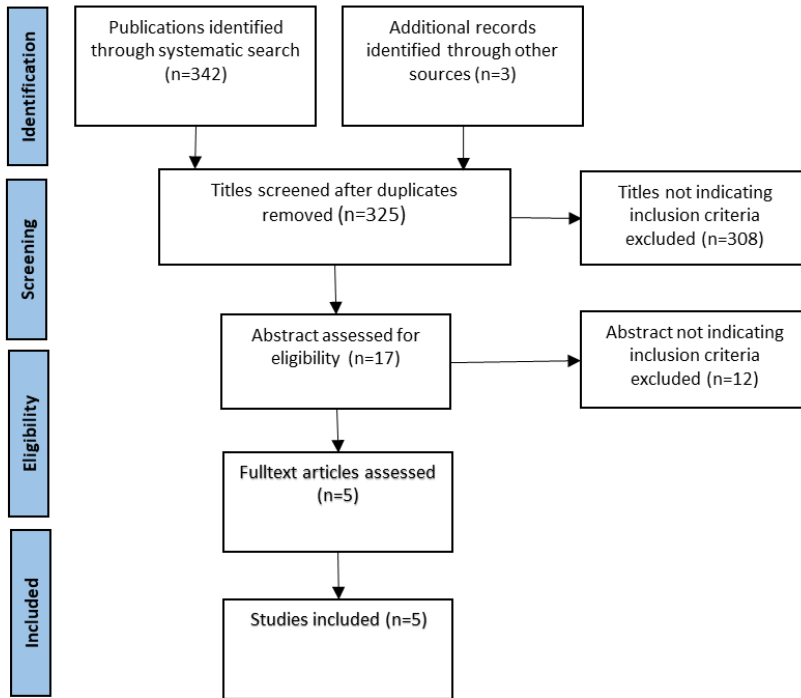 Identification
Publications identified
through systematic search
(n=342)
Additional records
identified through other
sources (n=3)
Screening
Titles screened after duplicates
removed (n=325)
Titles not indicating
inclusion criteria
excluded (n=308)
Abstract assessed for
eligibility (n=17)
Abstract not indicating
inclusion criteria
excluded (n=12)
Eligibility
Fulltext articles assessed
(n=5)
Included
Studies included (n=5)